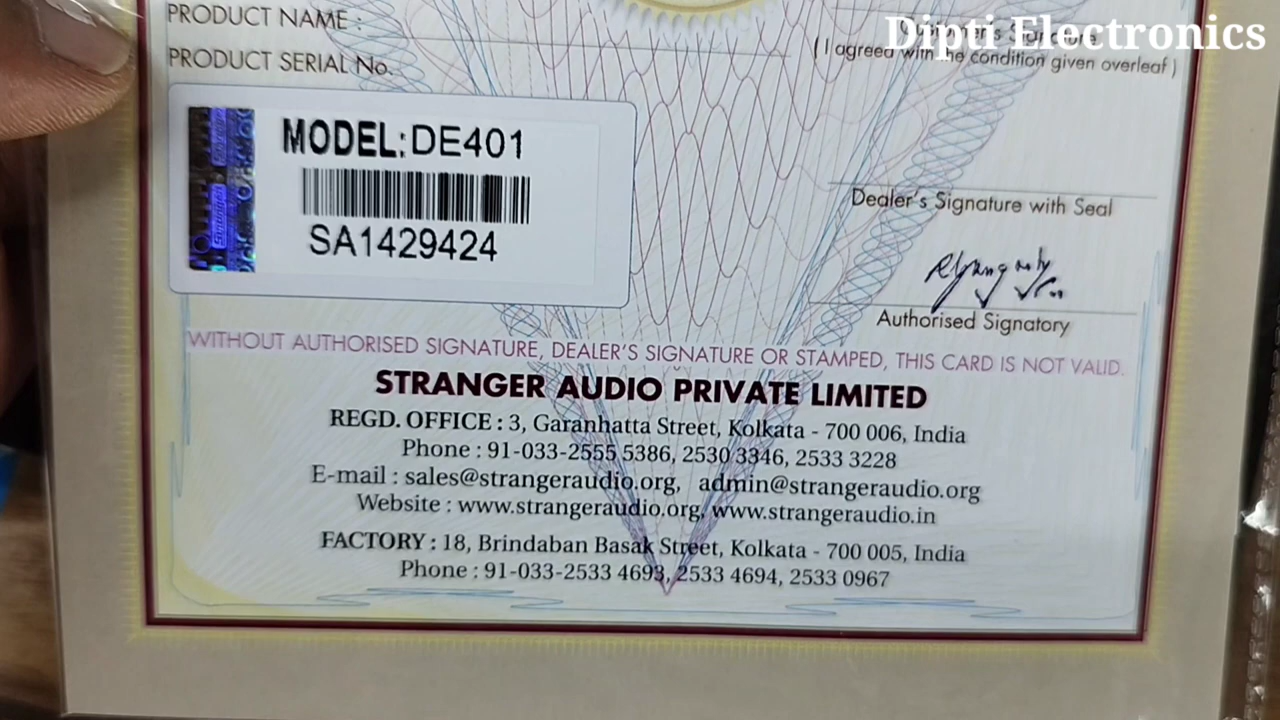 Dipti Electronics
PRODUCT NAME :
PRODUCT SERIAL No.
( I agreed with the condition given overleaf )
MODEL:DE401
SA1429424
Dealer's Signature with Seal
Authorised Signatory
WITHOUT AUTHORISED SIGNATURE, DEALER'S SIGNATURE OR STAMPED, THIS CARD IS NOT VALID.
STRANGER AUDIO PRIVATE LIMITED
REGD. OFFICE : 3, Garanhatta Street, Kolkata - 700 006, India
Phone : 91-033-2555 5386, 2530 3346, 2533 3228
E-mail : sales@strangeraudio.org, admin@strangeraudio.org
Website : www.strangeraudio.org, www.strangeraudio.in
FACTORY : 18, Brindaban Basak Street, Kolkata - 700 005, India
Phone : 91-033-2533 4693, 2533 4694, 2533 0967